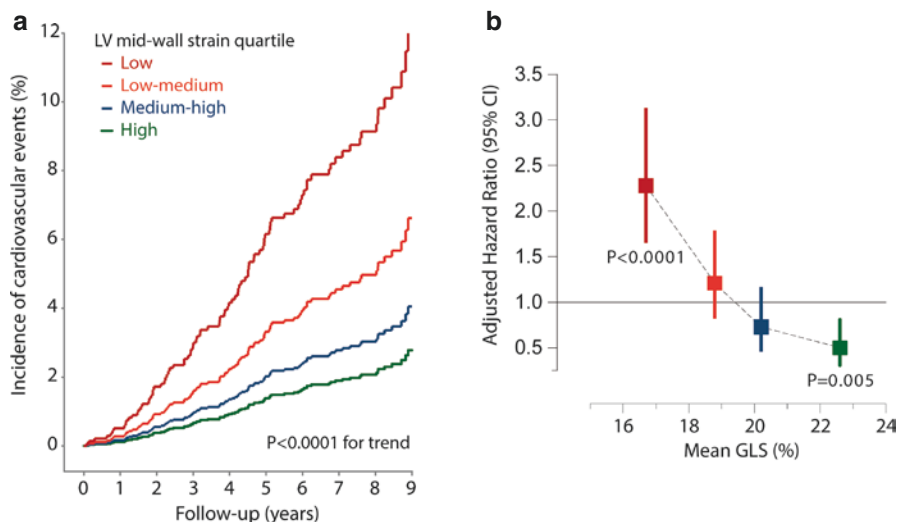 a
LV mid-wall strain quartile
Low
Low-medium
Medium-high
High
Incidence of cardiovascular events (%)
12
10
8
6
4
2
0
P<0.0001 for trend
0 1 2 3 4 5 6 7 8 9
Follow-up (years)
b
Adjusted Hazard Ratio (95% CI)
3.5
3.0
2.5
2.0
1.5
1.0
0.5
P<0.0001
P=0.005
16 18 20 22 24
Mean GLS (%)